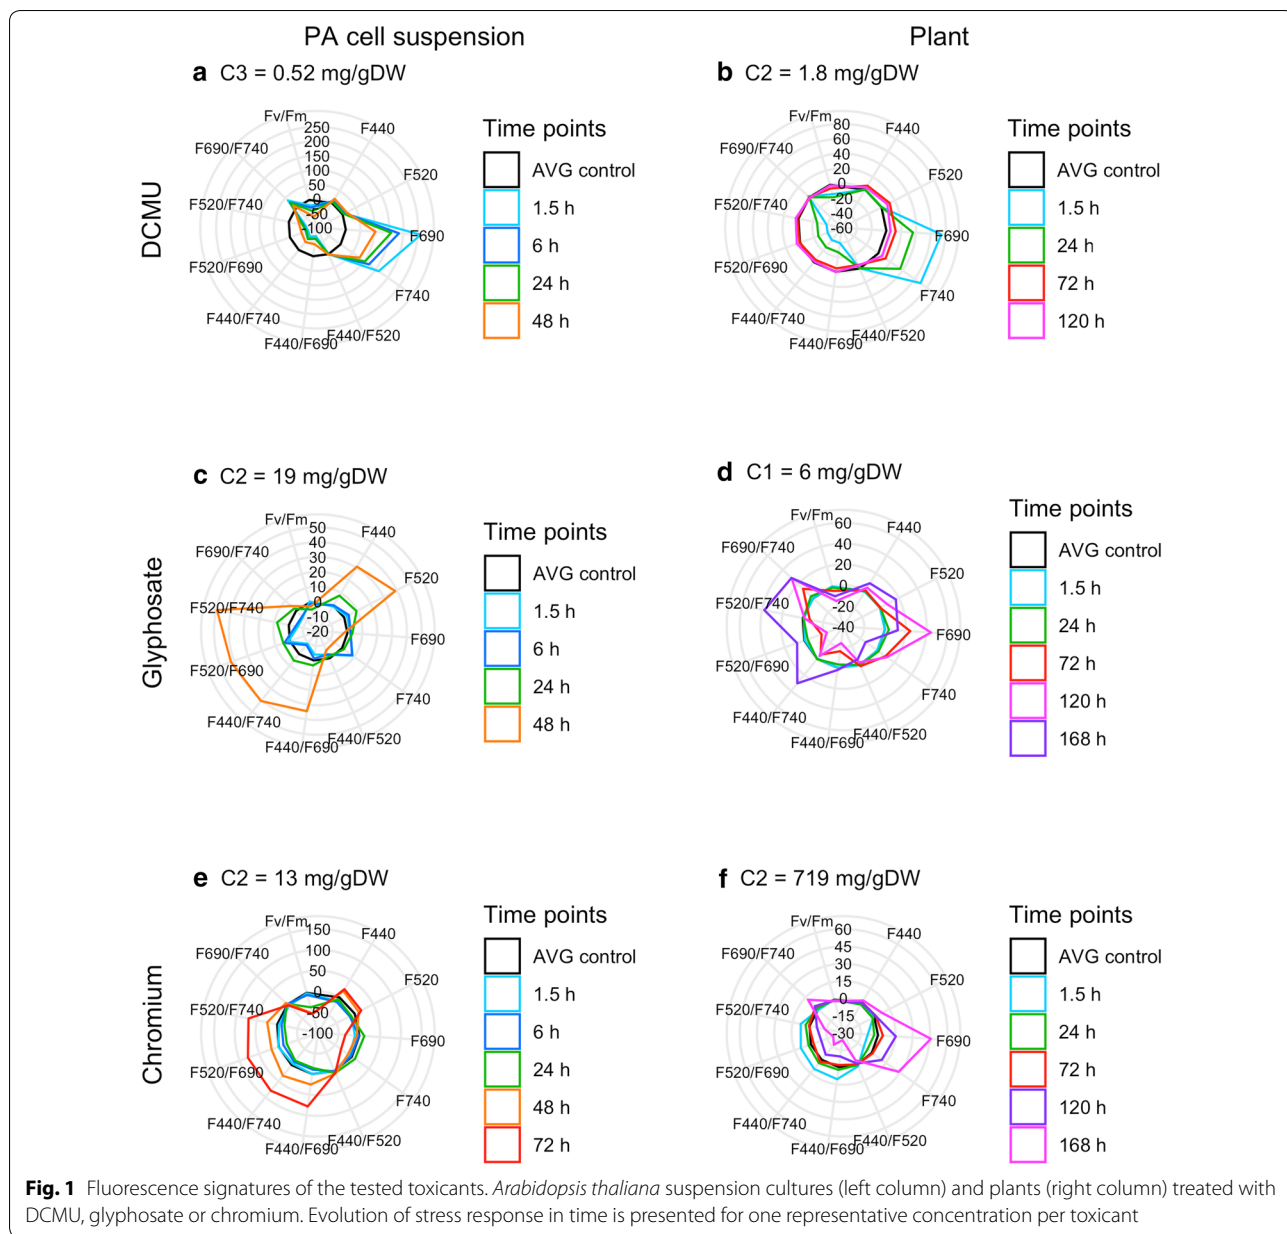 PA cell suspension
Plant
a C3 = 0.52 mg/gDW
b C2 = 1.8 mg/gDW
DCMU
Fv/Fm
F440
F520
F690
F740
F440/F520
F440/F690
F440/F740
F520/F690
F520/F740
F690/F740
250
200
150
100
50
0
-50
-100
Time points
AVG control
1.5 h
6 h
24 h
48 h
Fv/Fm
F440
F520
F690
F740
F440/F520
F440/F690
F440/F740
F520/F690
F520/F740
F690/F740
80
60
40
20
0
-20
-40
-60
Time points
AVG control
1.5 h
24 h
72 h
120 h
c C2 = 19 mg/gDW
d C1 = 6 mg/gDW
Glyphosate
Fv/Fm
F440
F520
F690
F740
F440/F520
F440/F690
F440/F740
F520/F690
F520/F740
F690/F740
50
40
30
20
10
0
-10
-20
Time points
AVG control
1.5 h
6 h
24 h
48 h
Fv/Fm
F440
F520
F690
F740
F440/F520
F440/F690
F440/F740
F520/F690
F520/F740
F690/F740
60
40
20
0
-20
-40
Time points
AVG control
1.5 h
24 h
72 h
120 h
168 h
e C2 = 13 mg/gDW
f C2 = 719 mg/gDW
Chromium
Fv/Fm
F440
F520
F690
F740
F440/F520
F440/F690
F440/F740
F520/F690
F520/F740
F690/F740
150
100
50
0
-50
-100
Time points
AVG control
1.5 h
6 h
24 h
48 h
72 h
Fv/Fm
F440
F520
F690
F740
F440/F520
F440/F690
F440/F740
F520/F690
F520/F740
F690/F740
60
45
30
15
0
-15
-30
Time points
AVG control
1.5 h
24 h
72 h
120 h
168 h
Fig. 1 Fluorescence signatures of the tested toxicants. Arabidopsis thaliana suspension cultures (left column) and plants (right column) treated with
DCMU, glyphosate or chromium. Evolution of stress response in time is presented for one representative concentration per toxicant